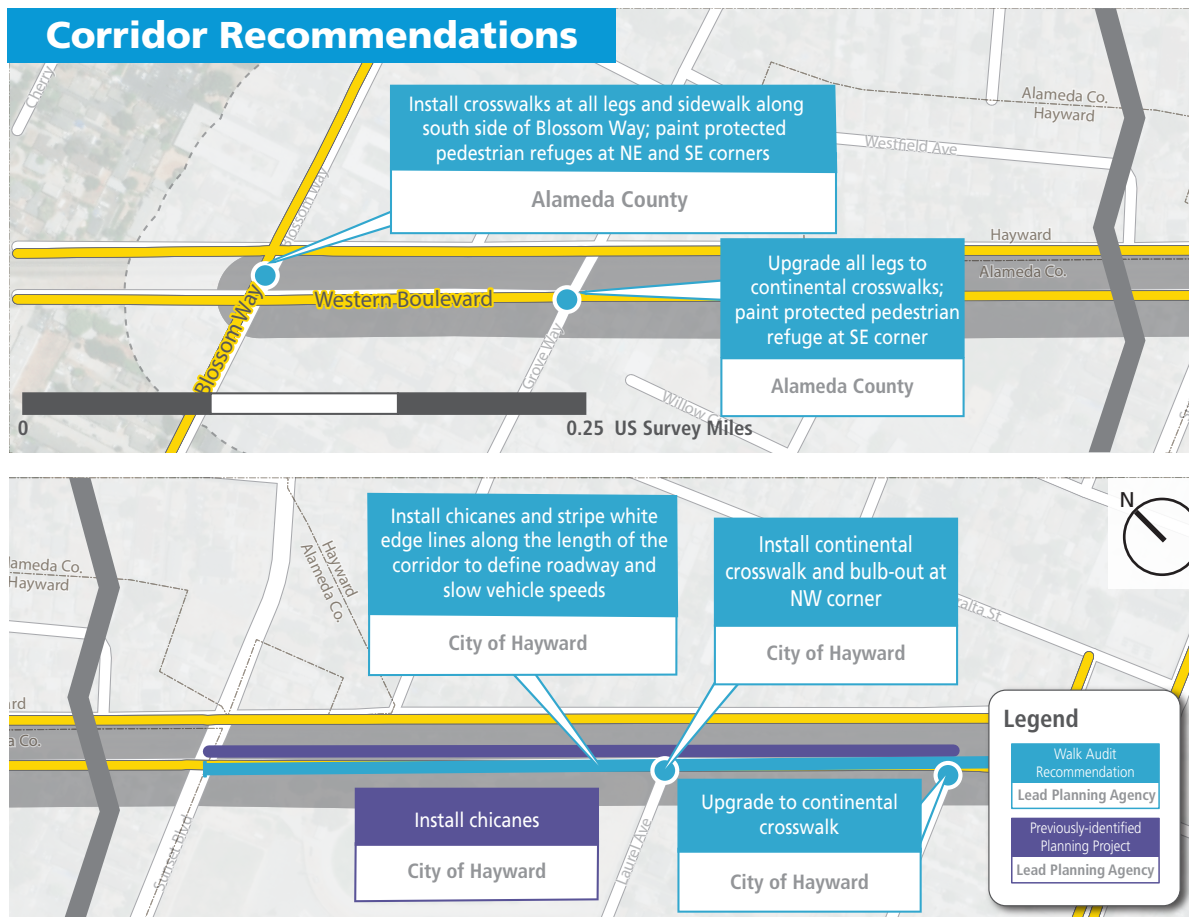 Corridor Recommendations
Cherry
Install crosswalks at all legs and sidewalk along
south side of Blossom Way; paint protected
pedestrian refuges at NE and SE corners
Alameda County
Alameda Co.
Hayward
Westfield Ave
Blossom Way
Hayward
Alameda Co.
Upgrade all legs to
continental crosswalks;
paint protected pedestrian
refuge at SE corner
Alameda County
Western Boulevard
Blossom Way
Grove Way
Willow
0
0.25 US Survey Miles
Install chicanes and stripe white
edge lines along the length of the
corridor to define roadway and
slow vehicle speeds
City of Hayward
Install continental
crosswalk and bulb-out at
NW corner
City of Hayward
N
lameda Co.
Hayward
Hayward
Alameda Co.
zalta St
ard
a Co.
Sunset Blvd
Install chicanes
City of Hayward
Laurel Ave
Upgrade to continental
crosswalk
City of Hayward
Legend
Walk Audit
Recommendation
Lead Planning Agency
Previously-identified
Planning Project
Lead Planning Agency